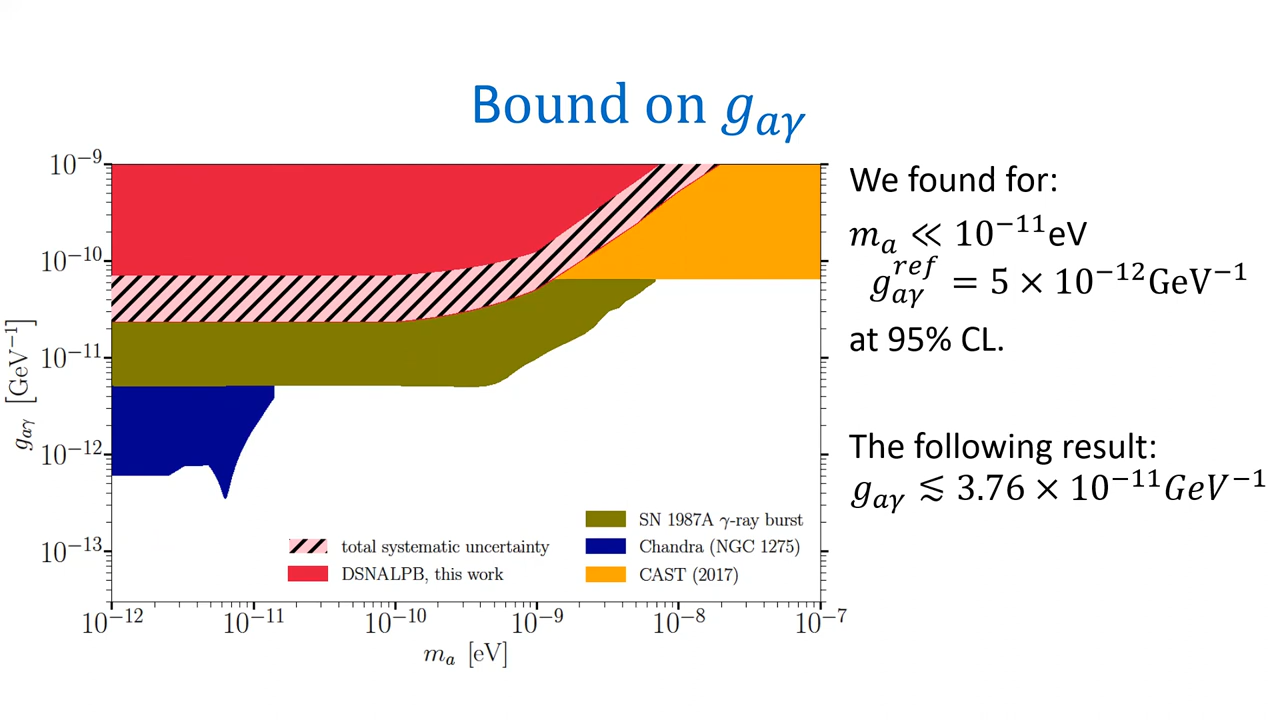 Bound on g_{aγ}
10^{-9}
10^{-10}
10^{-11}
10^{-12}
10^{-13}
g_{aγ} [GeV^{-1}]
total systematic uncertainty
DSNALPB, this work
SN 1987A γ-ray burst
Chandra (NGC 1275)
CAST (2017)
10^{-12} 10^{-11} 10^{-10} 10^{-9} 10^{-8} 10^{-7}
m_a [eV]
We found for:
m_a ≪ 10^{-11}eV
g_{aγ}^{ref} = 5 × 10^{-12}GeV^{-1}
at 95% CL.
The following result:
g_{aγ} ≲ 3.76 × 10^{-11}GeV^{-1}